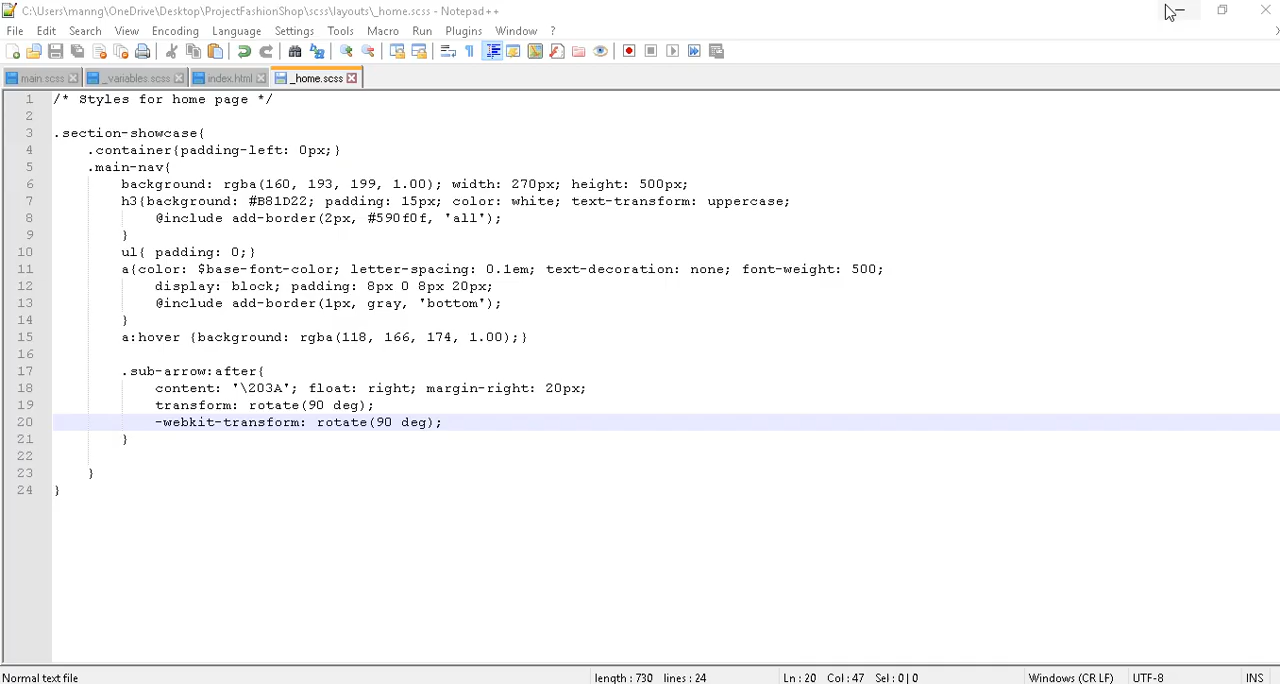 C:\Users\manng\OneDrive\Desktop\ProjectFashionShop\scss\layouts\_home.scss - Notepad++
File Edit Search View Encoding Language Settings Tools Macro Run Plugins Window ?
main.scss _variables.scss index.html _home.scss
1 /* Styles for home page */
2
3 .section-showcase{
4 .container{padding-left: 0px;}
5 .main-nav{
6 background: rgba(160, 193, 199, 1.00); width: 270px; height: 500px;
7 h3{background: #B81D22; padding: 15px; color: white; text-transform: uppercase;
8 @include add-border(2px, #590f0f, 'all');
9 }
10 ul{ padding: 0;}
11 a{color: $base-font-color; letter-spacing: 0.1em; text-decoration: none; font-weight: 500;
12 display: block; padding: 8px 0 8px 20px;
13 @include add-border(1px, gray, 'bottom');
14 }
15 a:hover {background: rgba(118, 166, 174, 1.00);}
16
17 .sub-arrow:after{
18 content: '\203A'; float: right; margin-right: 20px;
19 transform: rotate(90 deg);
20 -webkit-transform: rotate(90 deg);
21 }
22
23 }
24 }
Normal text file length : 730 lines : 24 Ln : 20 Col : 47 Sel : 0 | 0 Windows (CR LF) UTF-8 INS